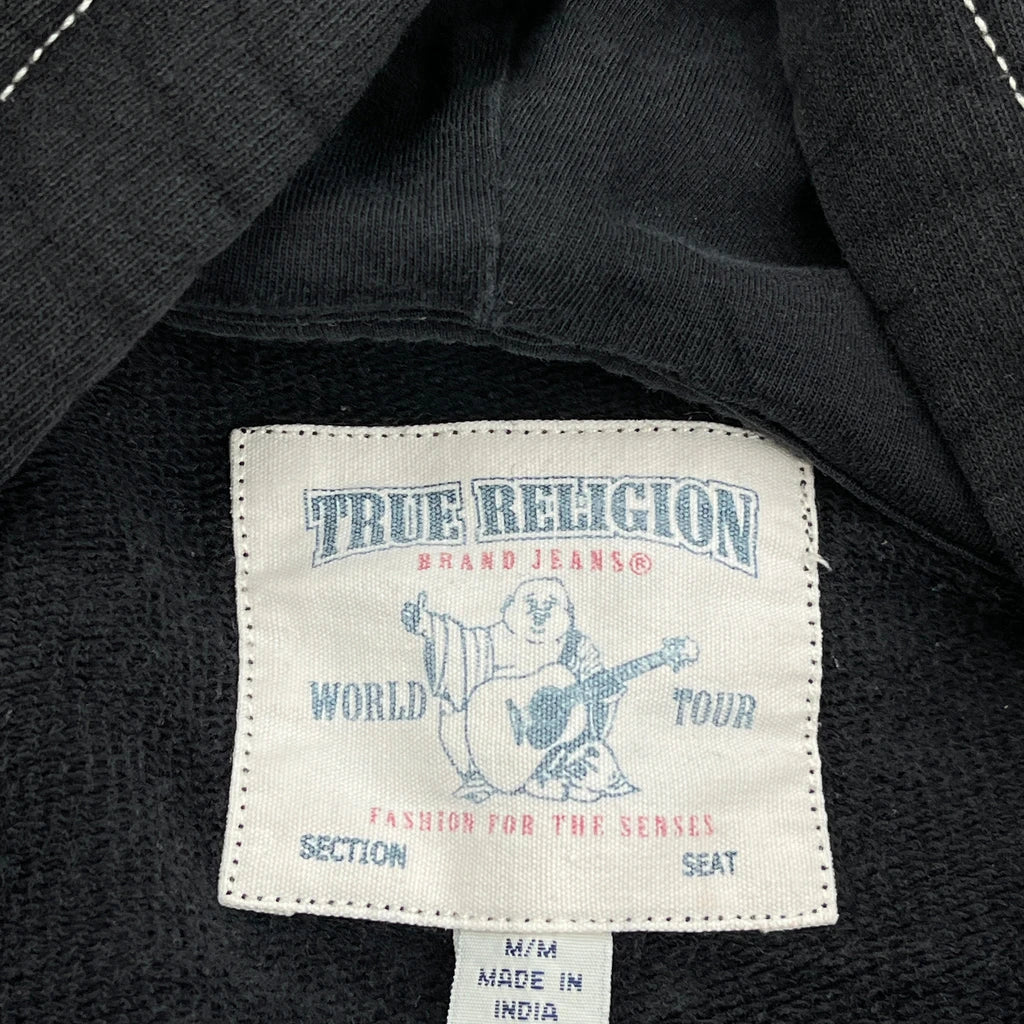 TRUE RELIGION
BRAND JEANS®
WORLD TOUR
FASHION FOR THE SENSES
SECTION SEAT
M/M
MADE IN
INDIA